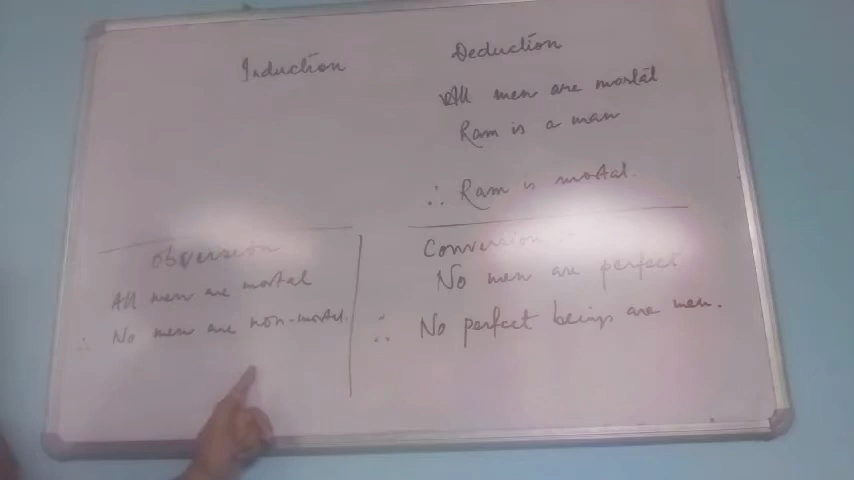 Induction
Deduction
All men are mortal
Ram is a man
∴ Ram is mortal.
Obversion
All men are mortal
∴ No men are non-mortal.
Conversion :-
No men are perfect
∴ No perfect beings are men.